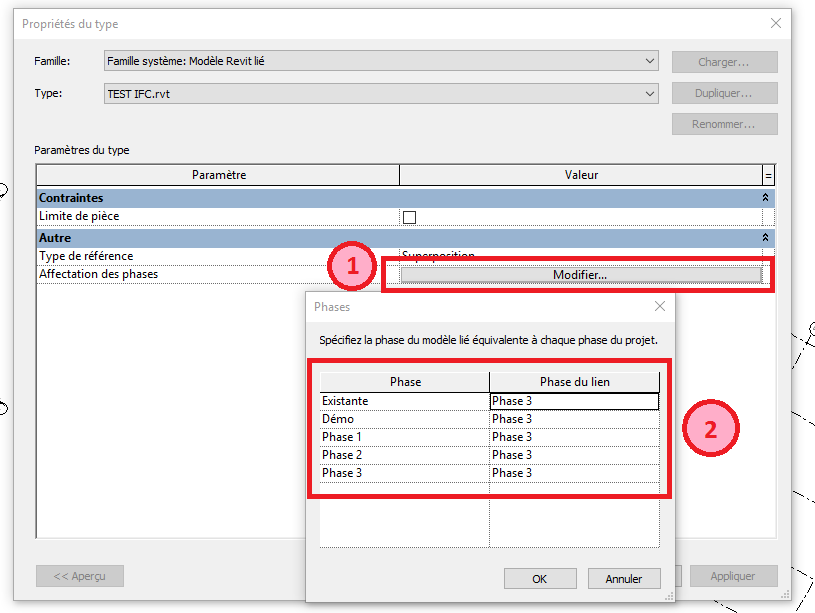 Propriétés du type
Famille: Famille système: Modèle Revit lié Charger...
Type: TEST IFC.rvt Dupliquer...
Renommer...
Paramètres du type
Paramètre Valeur =
Contraintes
Limite de pièce
Autre
Type de référence Superposition
Affectation des phases Modifier...
1
Phases
Spécifiez la phase du modèle lié équivalente à chaque phase du projet.
Phase Phase du lien
Existante Phase 3
Démo Phase 3
Phase 1 Phase 3
Phase 2 Phase 3
Phase 3 Phase 3
2
OK Annuler
<< Aperçu Appliquer